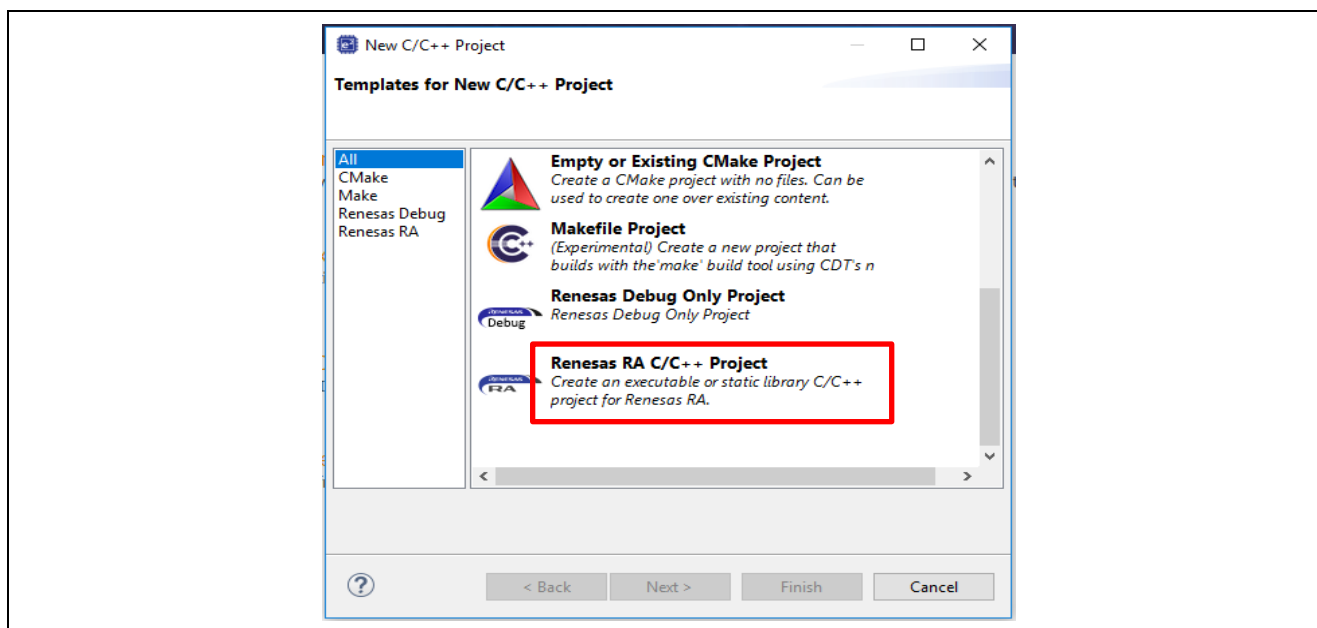 New C/C++ Project
Templates for New C/C++ Project
All
CMake
Make
Renesas Debug
Renesas RA
Empty or Existing CMake Project
Create a CMake project with no files. Can be
used to create one over existing content.
C++
Makefile Project
(Experimental) Create a new project that
builds with the'make' build tool using CDT's n
RENESAS
Debug
Renesas Debug Only Project
Renesas Debug Only Project
RENESAS
RA
Renesas RA C/C++ Project
Create an executable or static library C/C++
project for Renesas RA.
?
< Back
Next >
Finish
Cancel